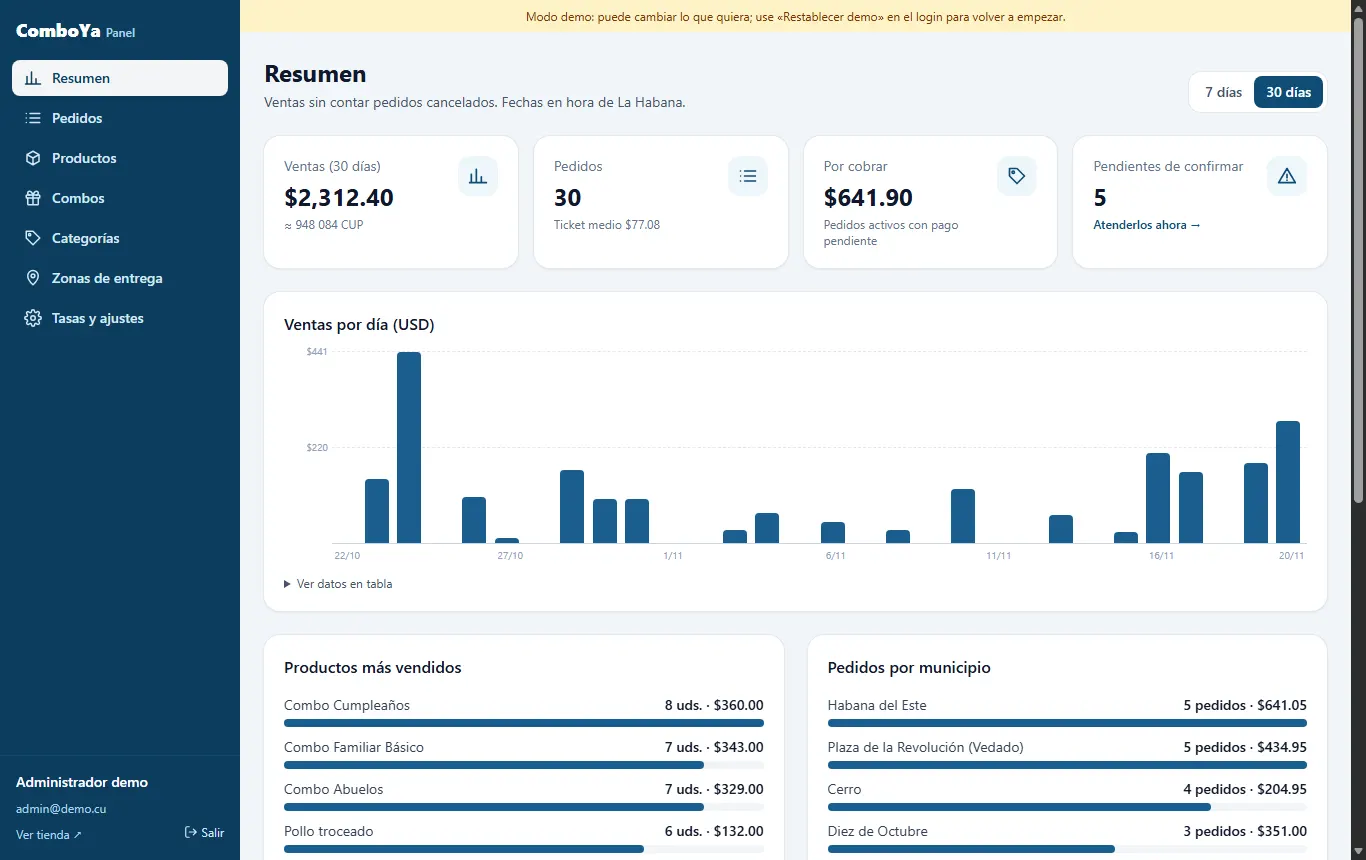 ComboYa Panel
Resumen
Pedidos
Productos
Combos
Categorías
Zonas de entrega
Tasas y ajustes
Administrador demo
admin@demo.cu
Ver tienda ↗
Salir
Modo demo: puede cambiar lo que quiera; use «Restablecer demo» en el login para volver a empezar.
Resumen
Ventas sin contar pedidos cancelados. Fechas en hora de La Habana.
7 días 30 días
Ventas (30 días)
$2,312.40
≈ 948 084 CUP
Pedidos
30
Ticket medio $77.08
Por cobrar
$641.90
Pedidos activos con pago
pendiente
Pendientes de confirmar
5
Atenderlos ahora →
Ventas por día (USD)
$441
$220
22/10 27/10 1/11 6/11 11/11 16/11 20/11
Ver datos en tabla
Productos más vendidos
Combo Cumpleaños 8 uds. · $360.00
Combo Familiar Básico 7 uds. · $343.00
Combo Abuelos 7 uds. · $329.00
Pollo troceado 6 uds. · $132.00
Pedidos por municipio
Habana del Este 5 pedidos · $641.05
Plaza de la Revolución (Vedado) 5 pedidos · $434.95
Cerro 4 pedidos · $204.95
Diez de Octubre 3 pedidos · $351.00